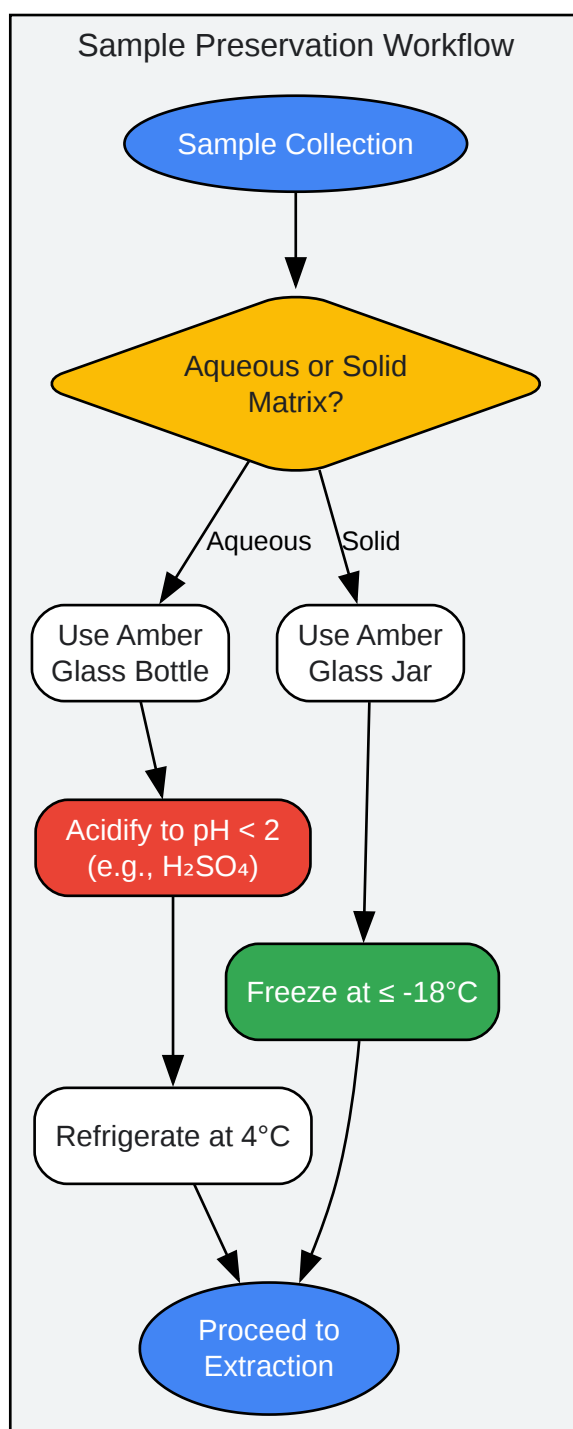 Sample Preservation Workflow
Sample Collection
Aqueous or Solid
Matrix?
Aqueous
Solid
Use Amber
Glass Bottle
Use Amber
Glass Jar
Acidify to pH < 2
(e.g., H₂SO₄)
Freeze at ≤ -18°C
Refrigerate at 4°C
Proceed to
Extraction